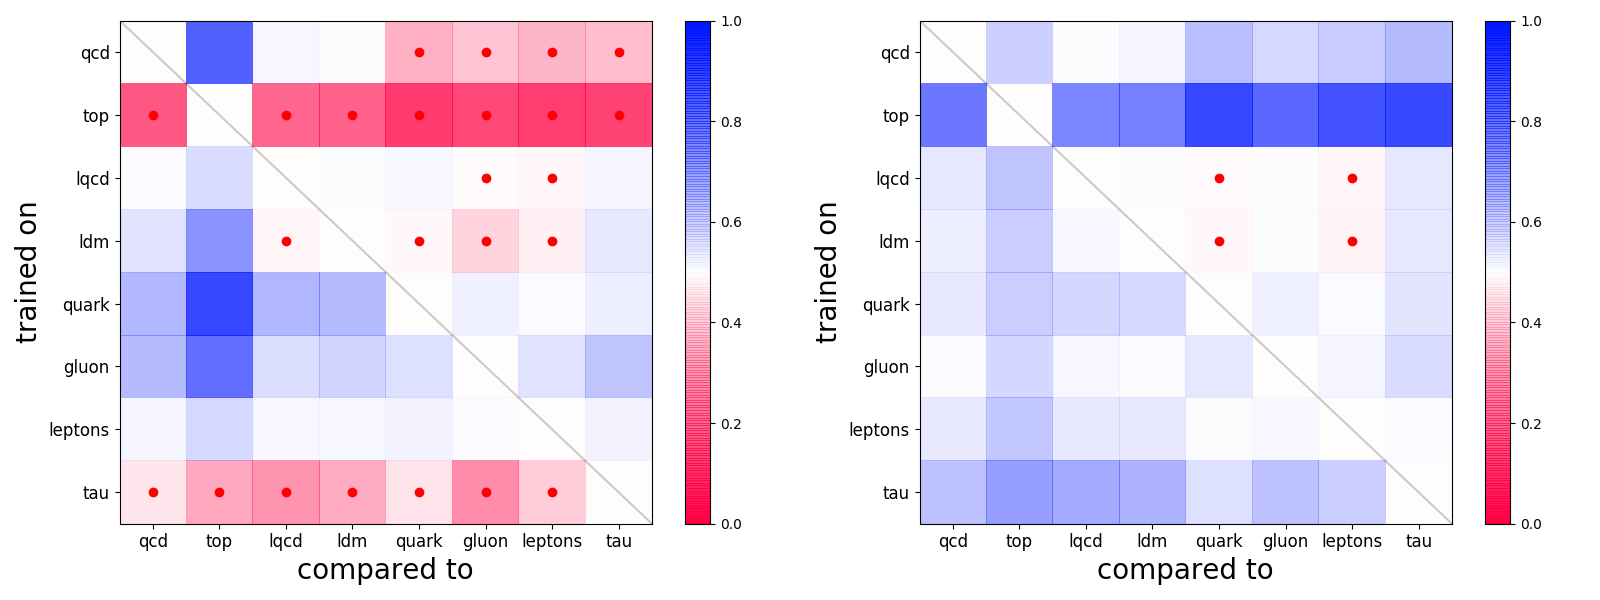 trained on
qcd
top
lqcd
ldm
quark
gluon
leptons
tau
qcd top lqcd ldm quark gluon leptons tau
compared to
1.0
0.8
0.6
0.4
0.2
0.0
trained on
qcd
top
lqcd
ldm
quark
gluon
leptons
tau
qcd top lqcd ldm quark gluon leptons tau
compared to
1.0
0.8
0.6
0.4
0.2
0.0